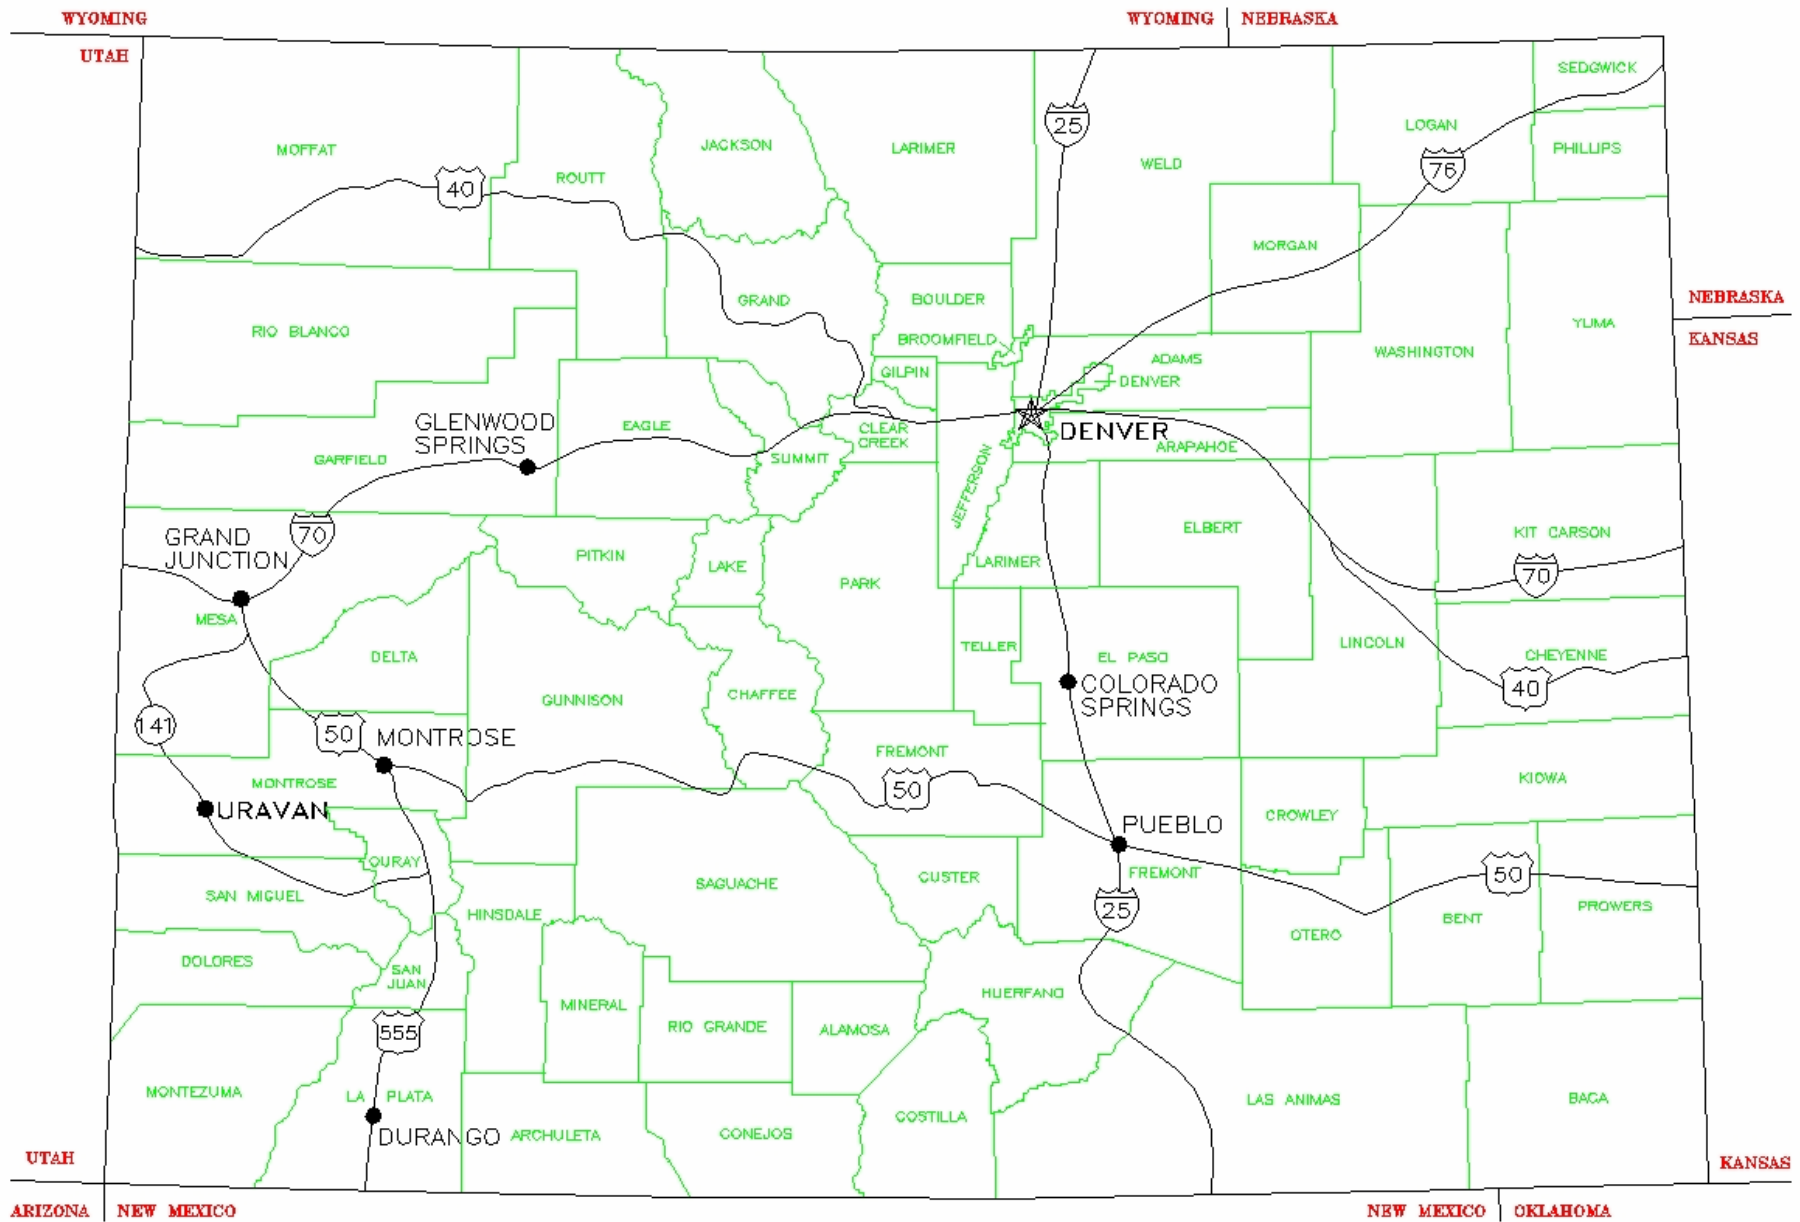 WYOMING
WYOMING
NEBRASKA
UTAH
SEDGWICK
25
LOGAN
MOFFAT
JACKSON
LARIMER
WELD
PHILLIPS
76
ROUTT
40
MORGAN
GRAND
BOULDER
NEBRASKA
RIO BLANCO
BROOMFIELD
YUMA
KANSAS
WASHINGTON
ADAMS
GILPIN
DENVER
GLENWOOD
SPRINGS
EAGLE
CLEAR
CREEK
DENVER
ARAPAHOE
GARFIELD
SUMMIT
JEFFERSON
GRAND
JUNCTION
70
ELBERT
KIT CARSON
PITKIN
LAKE
LARIMER
PARK
70
MESA
DELTA
TELLER
EL PASO
LINCOLN
CHEYENNE
GUNNISON
CHAFFEE
COLORADO
SPRINGS
40
141
50
MONTROSE
FREMONT
MONTROSE
50
KIOWA
URAVAN
CROWLEY
PUEBLO
OURAY
SAN MIGUEL
SAGUACHE
CUSTER
FREMONT
50
HINSDALE
25
BENT
PROWERS
OTERO
DOLORES
SAN
JUAN
MINERAL
HUERFANO
RIO GRANDE
ALAMOSA
555
MONTEZUMA
LA PLATA
COSTILLA
LAS ANIMAS
BACA
DURANGO
ARCHULETA
CONEJOS
UTAH
KANSAS
ARIZONA
NEW MEXICO
NEW MEXICO
OKLAHOMA